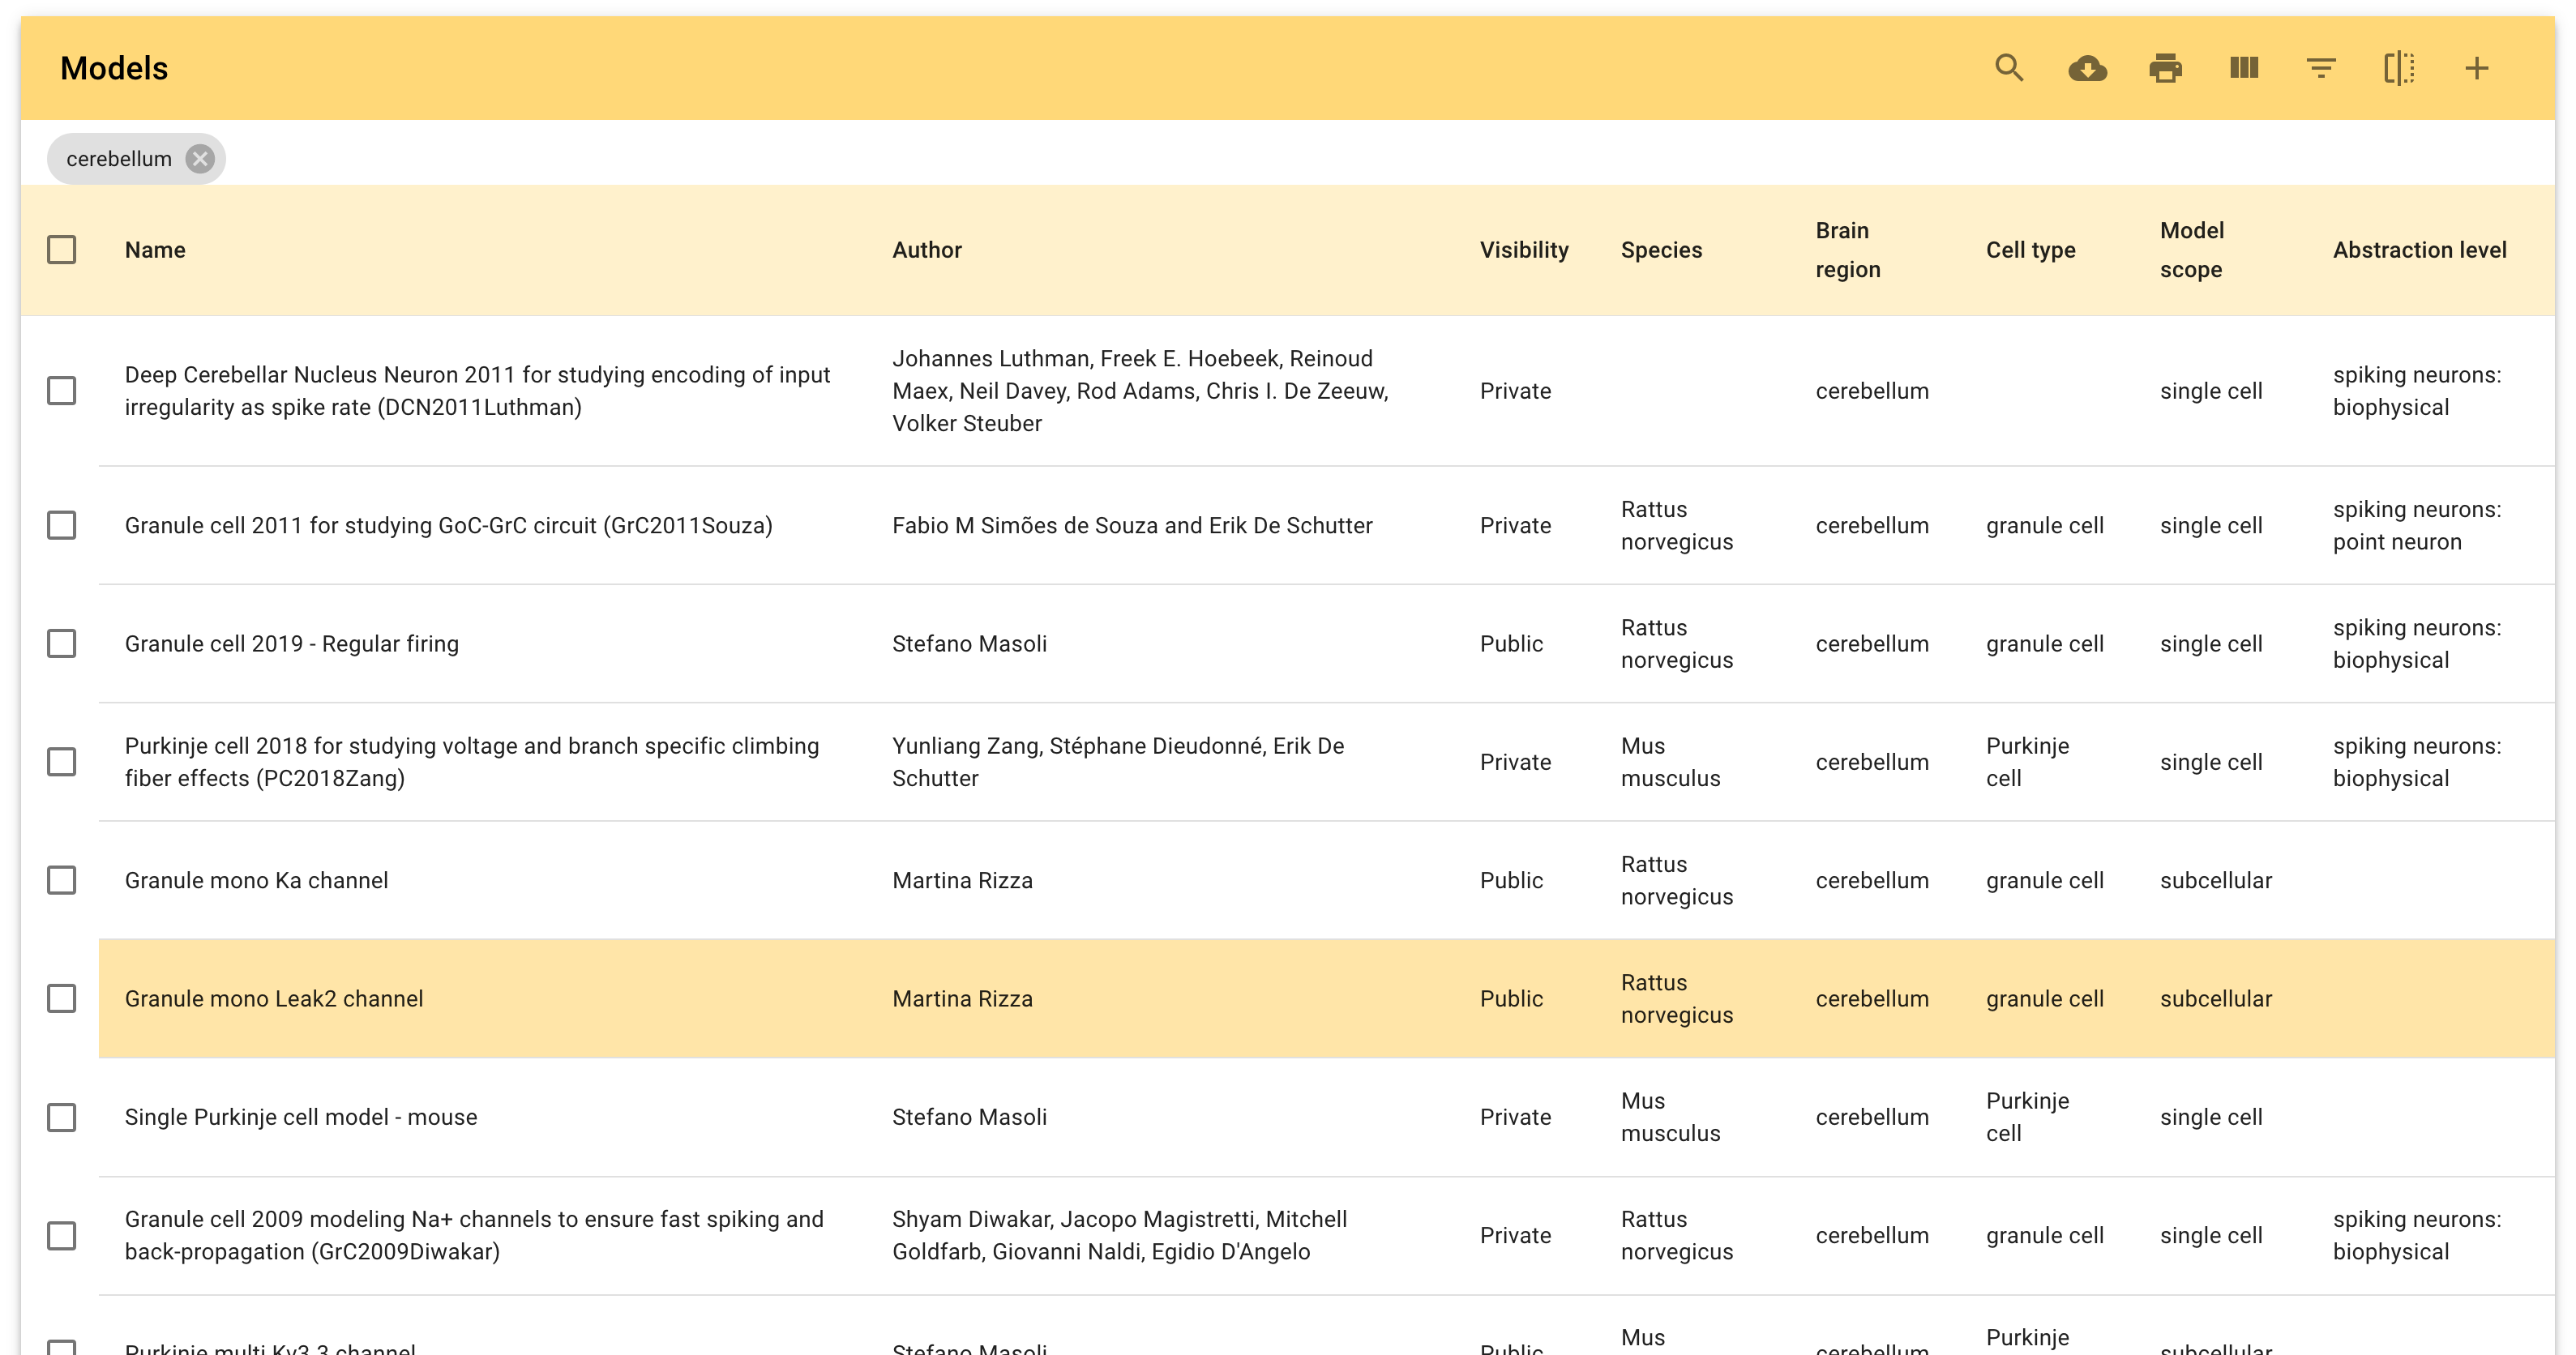 Models
cerebellum
Name Author Visibility Species Brain region Cell type Model scope Abstraction level
Deep Cerebellar Nucleus Neuron 2011 for studying encoding of input
irregularity as spike rate (DCN2011Luthman)
Johannes Luthman, Freek E. Hoebeek, Reinoud
Maex, Neil Davey, Rod Adams, Chris I. De Zeeuw,
Volker Steuber
Private
cerebellum
single cell
spiking neurons:
biophysical
Granule cell 2011 for studying GoC-GrC circuit (GrC2011Souza)
Fabio M Simões de Souza and Erik De Schutter
Private
Rattus
norvegicus
cerebellum
granule cell
single cell
spiking neurons:
point neuron
Granule cell 2019 - Regular firing
Stefano Masoli
Public
Rattus
norvegicus
cerebellum
granule cell
single cell
spiking neurons:
biophysical
Purkinje cell 2018 for studying voltage and branch specific climbing
fiber effects (PC2018Zang)
Yunliang Zang, Stéphane Dieudonné, Erik De
Schutter
Private
Mus
musculus
cerebellum
Purkinje
cell
single cell
spiking neurons:
biophysical
Granule mono Ka channel
Martina Rizza
Public
Rattus
norvegicus
cerebellum
granule cell
subcellular
Granule mono Leak2 channel
Martina Rizza
Public
Rattus
norvegicus
cerebellum
granule cell
subcellular
Single Purkinje cell model - mouse
Stefano Masoli
Private
Mus
musculus
cerebellum
Purkinje
cell
single cell
Granule cell 2009 modeling Na+ channels to ensure fast spiking and
back-propagation (GrC2009Diwakar)
Shyam Diwakar, Jacopo Magistretti, Mitchell
Goldfarb, Giovanni Naldi, Egidio D'Angelo
Private
Rattus
norvegicus
cerebellum
granule cell
single cell
spiking neurons:
biophysical
Purkinje multi Kv3.3 channel
Stefano Masoli
Public
Mus
cerebellum
Purkinje
subcellular